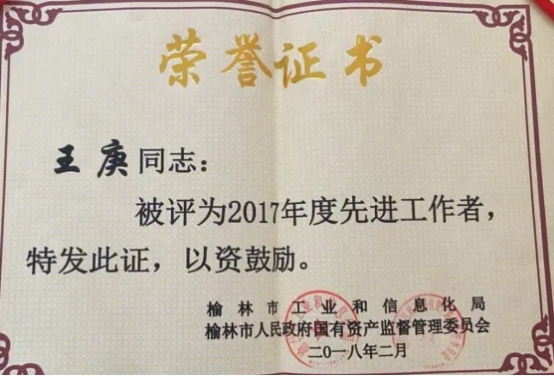 荣誉证书
王庚同志：
被评为2017年度先进工作者，
特发此证，以资鼓励。
榆林市工业和信息化局
榆林市人民政府国有资产监督管理委员会
二〇一八年二月